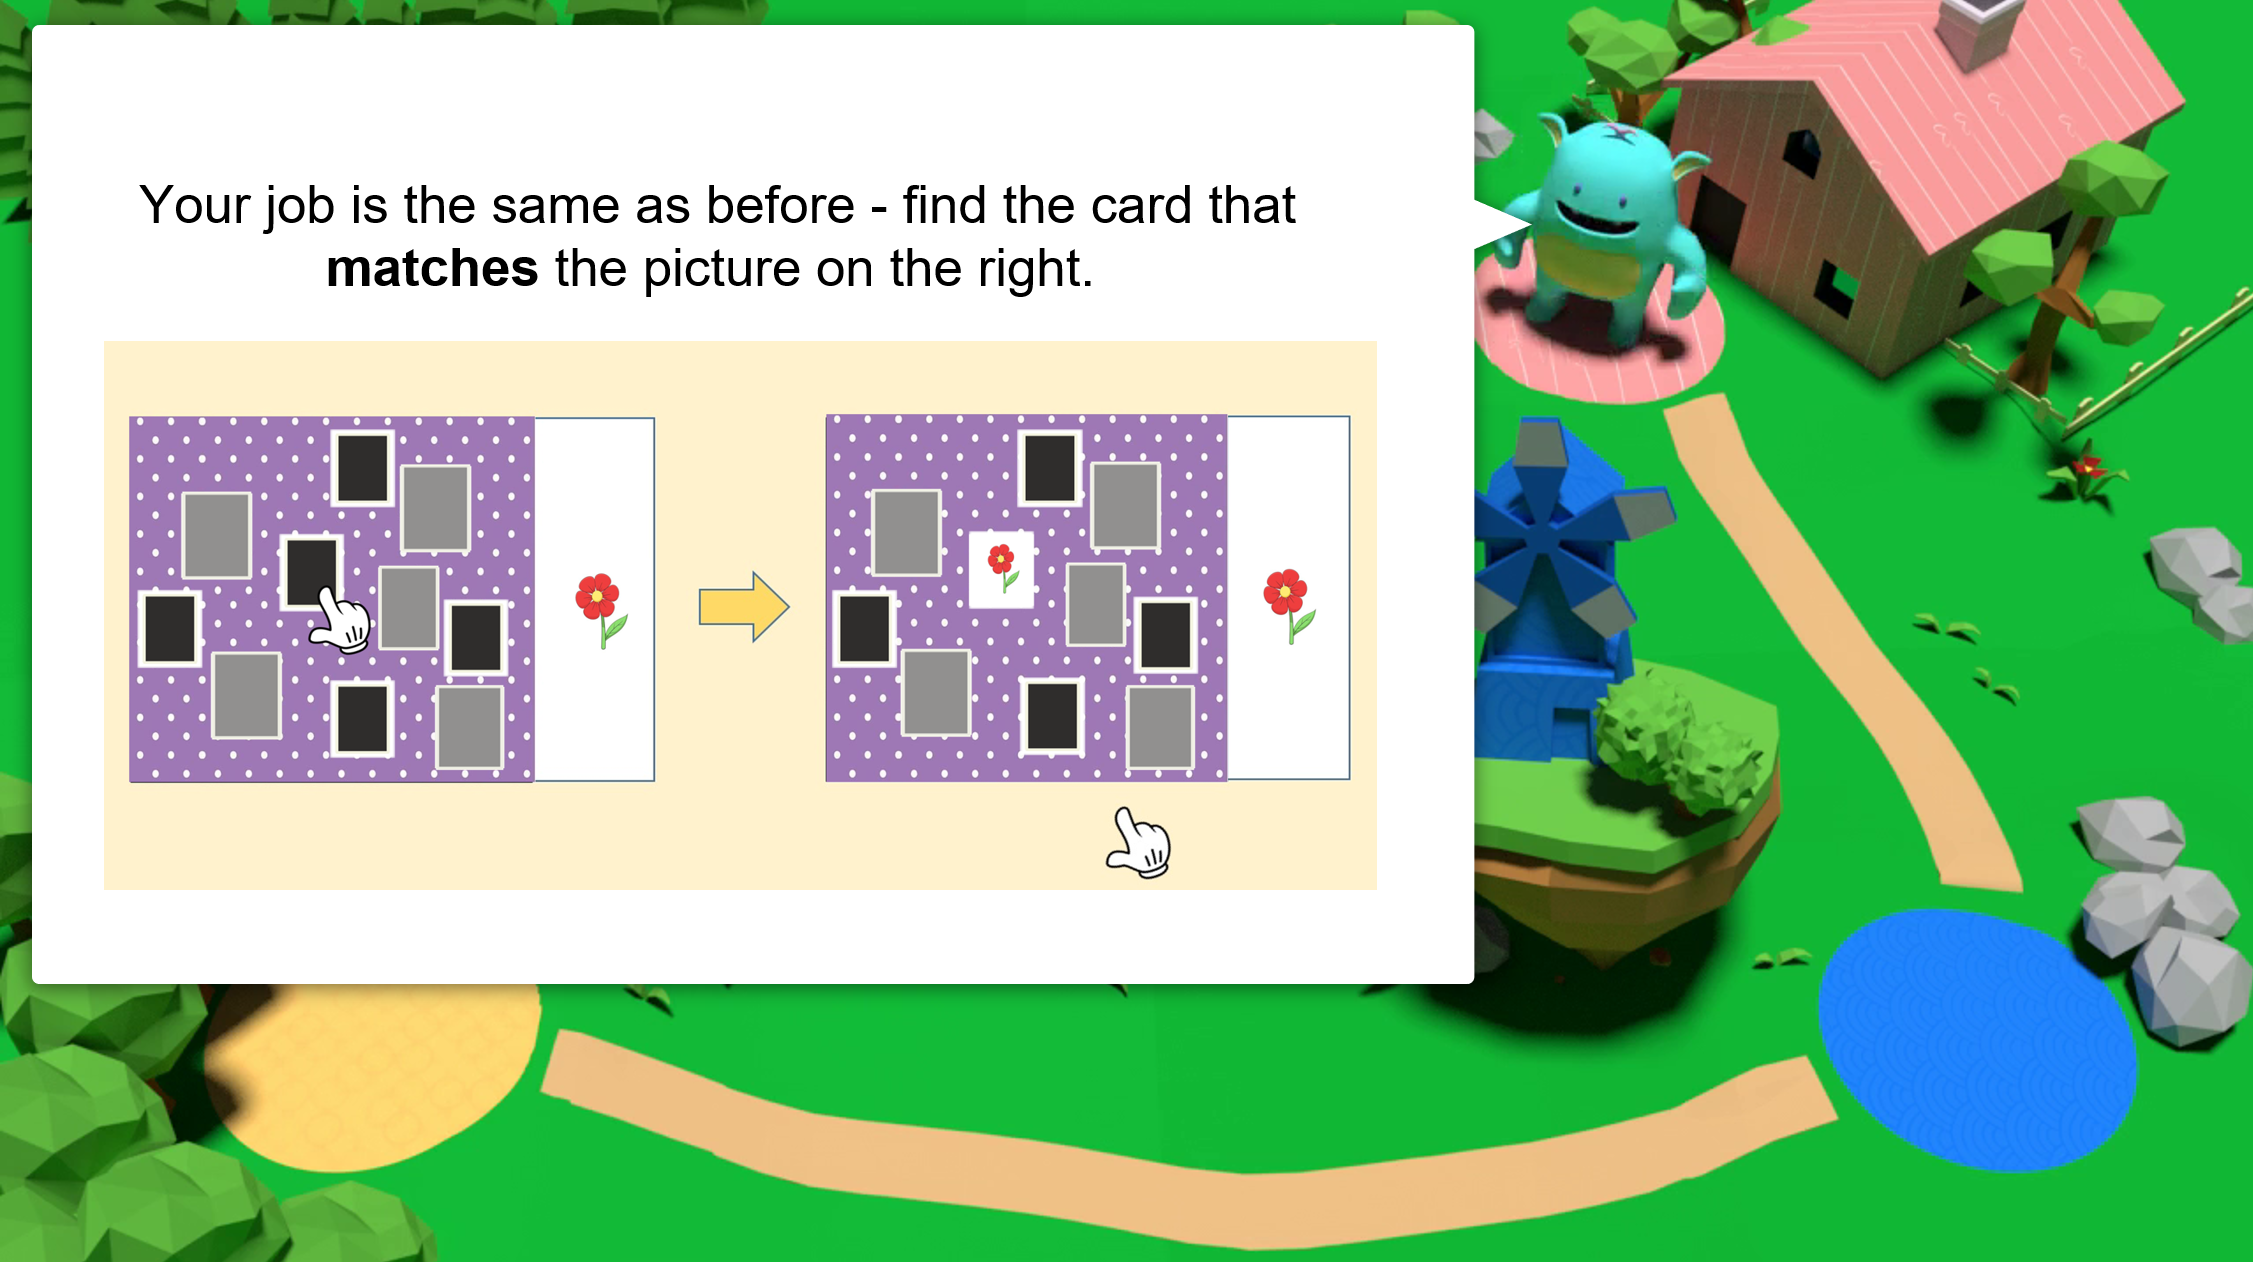 Your job is the same as before - find the card that
matches the picture on the right.